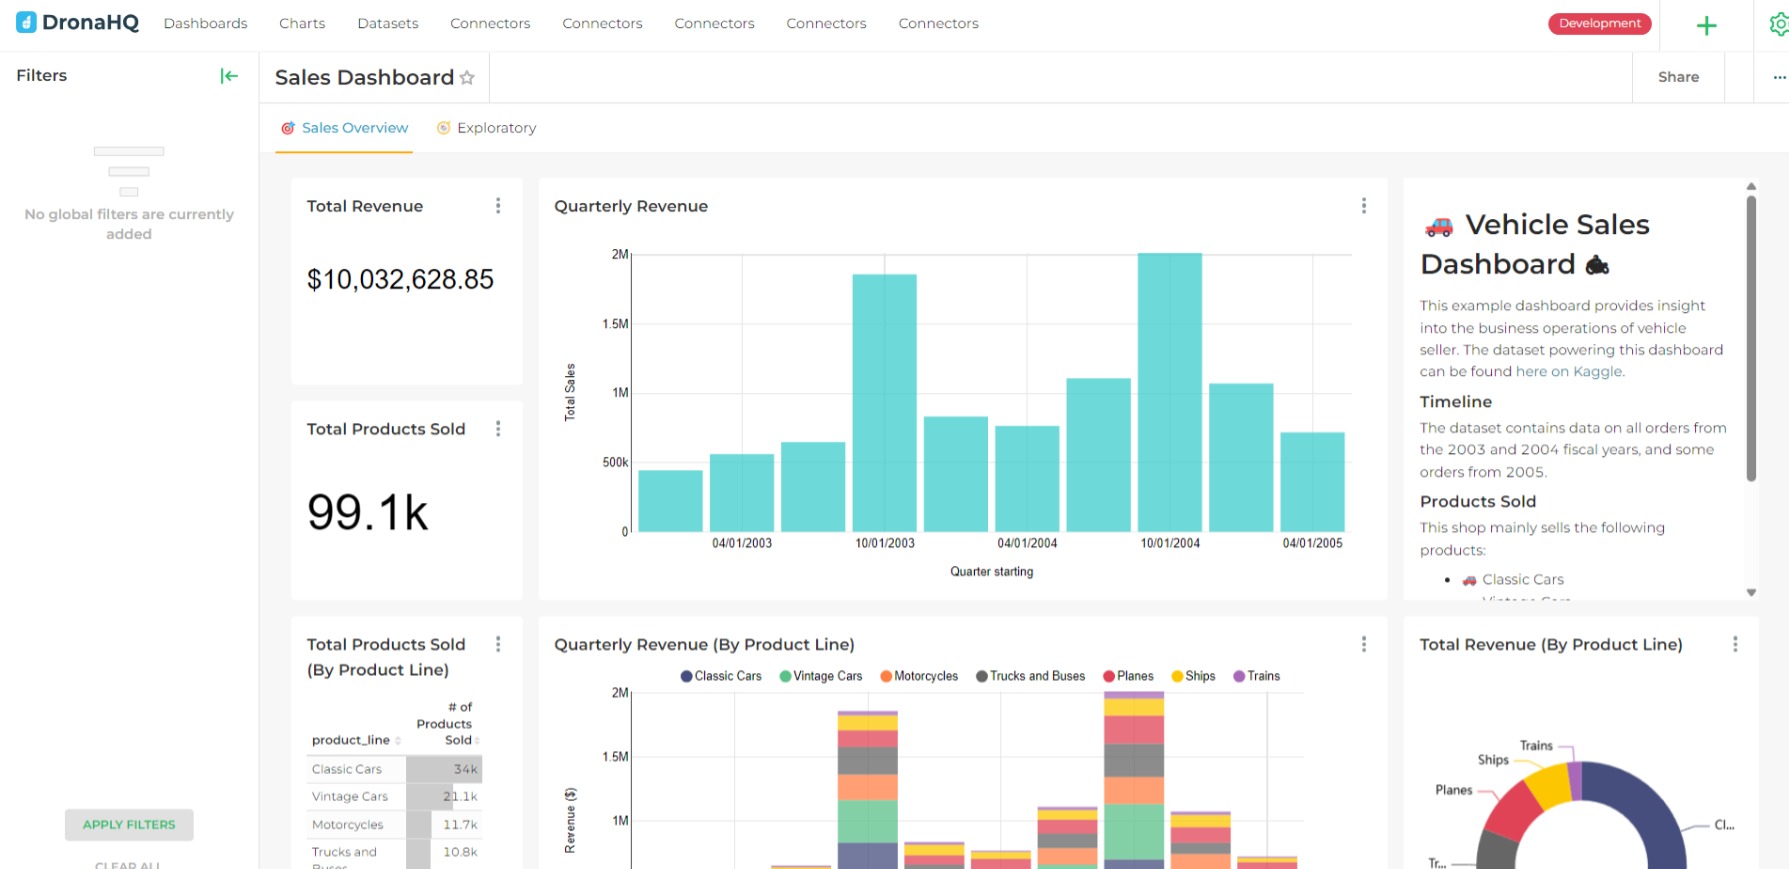 DronaHQ
Dashboards
Charts
Datasets
Connectors
Connectors
Connectors
Connectors
Connectors
Development
Filters
Sales Dashboard
Share
Sales Overview
Exploratory
No global filters are currently
added
APPLY FILTERS
CLEAR ALL
Total Revenue
$10,032,628.85
Total Products Sold
99.1k
Quarterly Revenue
2M
1.5M
1M
500k
0
Total Sales
04/01/2003
10/01/2003
04/01/2004
10/01/2004
04/01/2005
Quarter starting
Vehicle Sales
Dashboard
This example dashboard provides insight
into the business operations of vehicle
seller. The dataset powering this dashboard
can be found here on Kaggle.
Timeline
The dataset contains data on all orders from
the 2003 and 2004 fiscal years, and some
orders from 2005.
Products Sold
This shop mainly sells the following
products:
Classic Cars
Vintage Cars
Total Products Sold
(By Product Line)
# of
Products
product_line Sold
Classic Cars 34k
Vintage Cars 21.1k
Motorcycles 11.7k
Trucks and 10.8k
Buses
Quarterly Revenue (By Product Line)
Classic Cars
Vintage Cars
Motorcycles
Trucks and Buses
Planes
Ships
Trains
2M
1.5M
1M
Revenue ($)
Total Revenue (By Product Line)
Trains
Ships
Planes
Cl...
Tr...